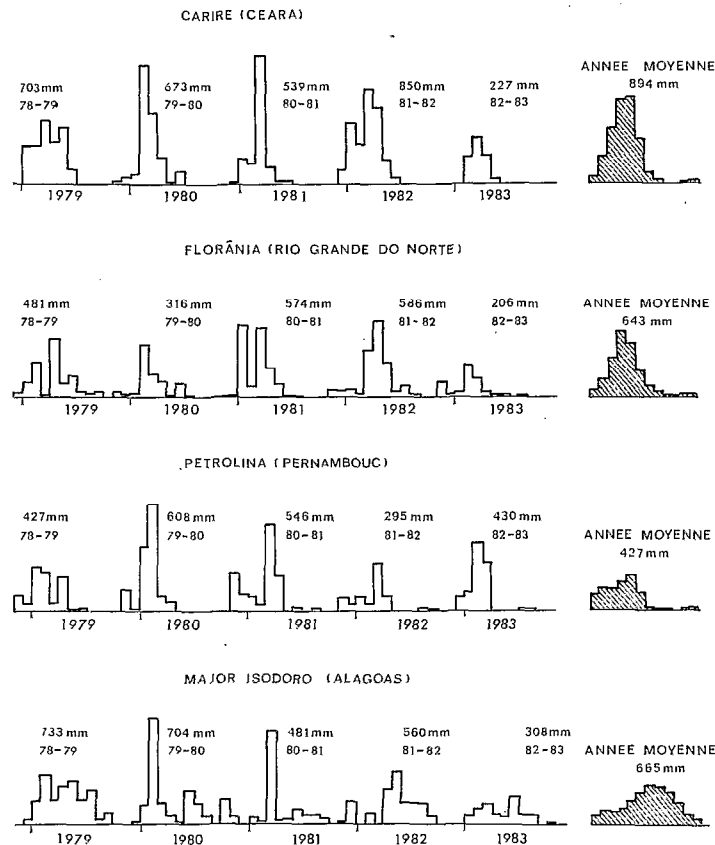 CARIRE (CEARA)
703mm 673mm 539mm 850mm 227mm ANNEE MOYENNE
78-79 79-80 80-81 81-82 82-83 894 mm
1979 1980 1981 1982 1983
FLORÂNIA (RIO GRANDE DO NORTE)
481mm 316mm 574mm 586mm 206mm ANNEE MOYENNE
78-79 79-80 80-81 81-82 82-83 643 mm
1979 1980 1981 1982 1983
PETROLINA (PERNAMBOUC)
427mm 608mm 546mm 295mm 430mm ANNEE MOYENNE
78-79 79-80 80-81 81-82 82-83 427mm
1979 1980 1981 1982 1983
MAJOR ISODORO (ALAGOAS)
733 mm 704mm 481mm 560mm 308mm ANNEE MOYENNE
78-79 79-80 80-81 81-82 82-83 665mm
1979 1980 1981 1982 1983